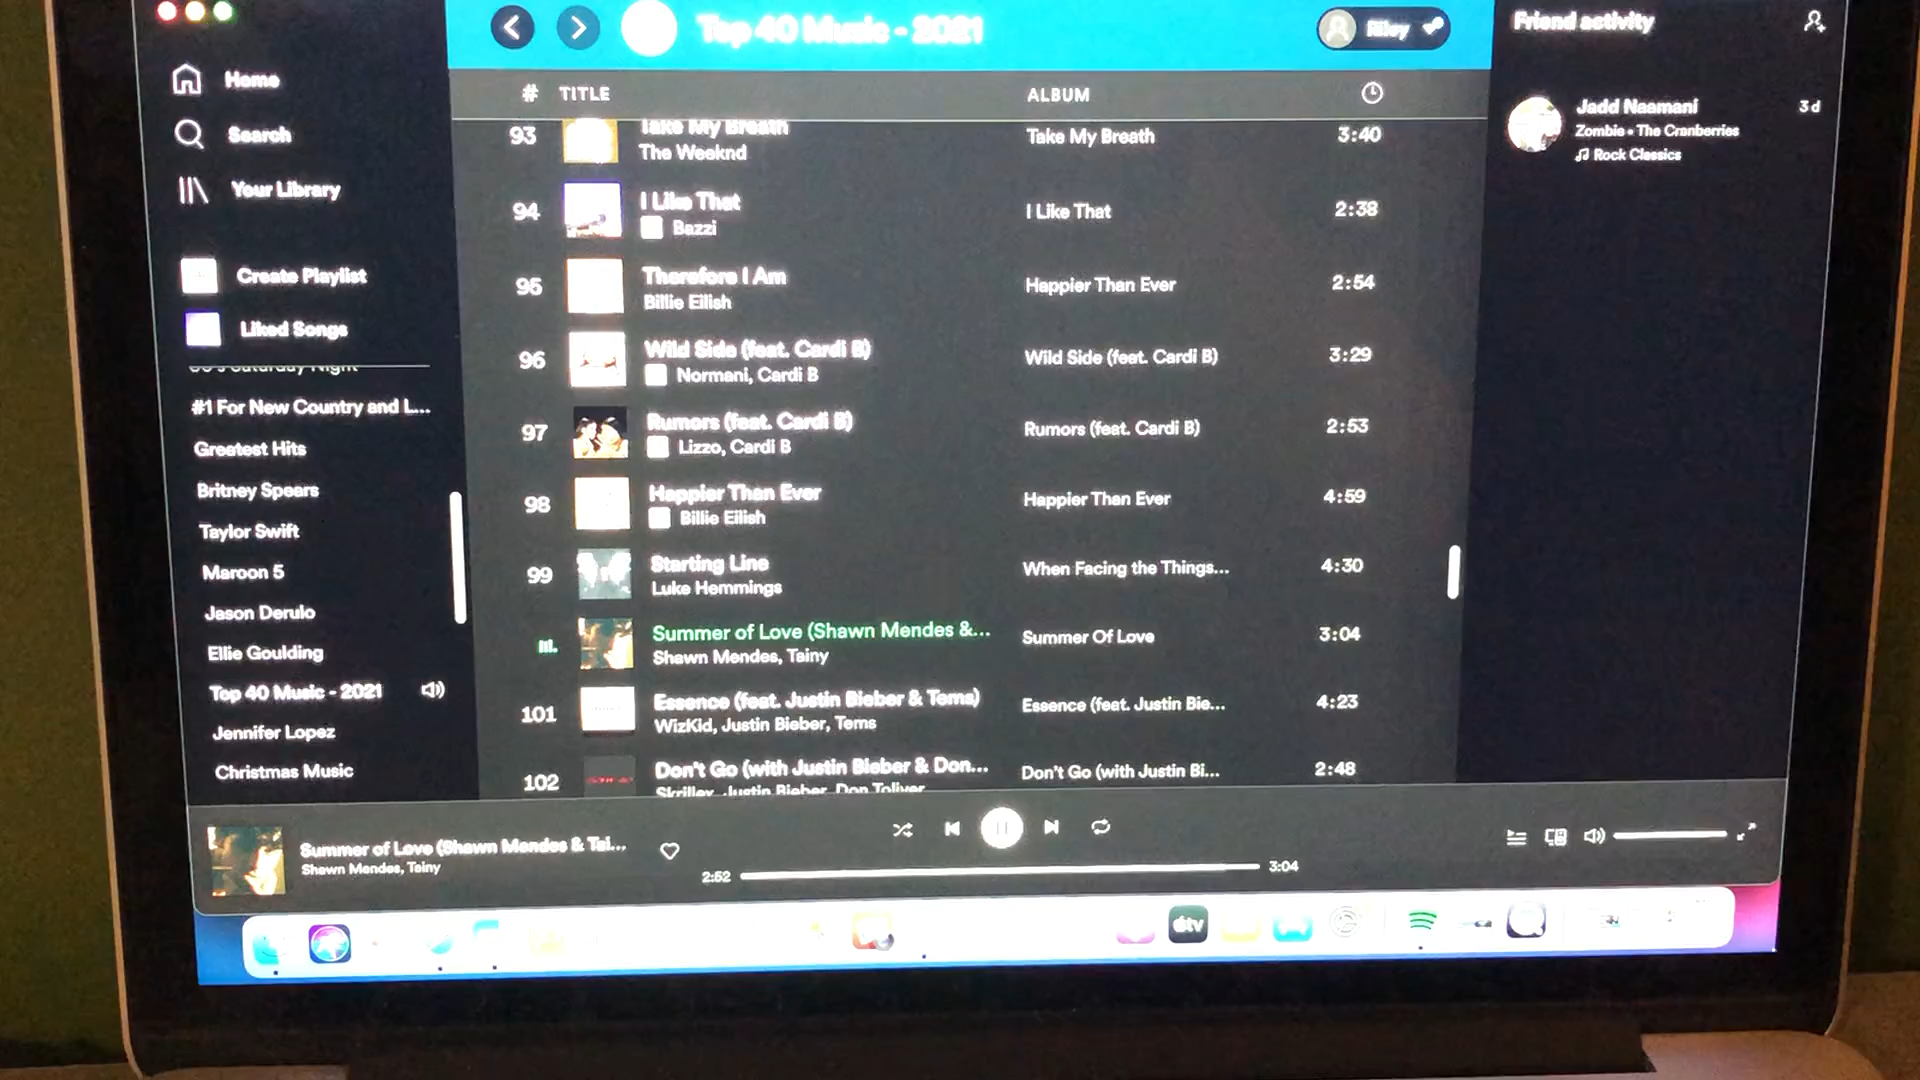 Top 40 Music - 2021
Riley
Friend activity
Home
Search
Your Library
Create Playlist
Liked Songs
#1 For New Country and L...
Greatest Hits
Britney Spears
Taylor Swift
Maroon 5
Jason Derulo
Ellie Goulding
Top 40 Music - 2021
Jennifer Lopez
Christmas Music
# TITLE ALBUM
93 Take My Breath Take My Breath 3:40
The Weeknd
94 I Like That I Like That 2:38
Bazzi
95 Therefore I Am Happier Than Ever 2:54
Billie Eilish
96 Wild Side (feat. Cardi B) Wild Side (feat. Cardi B) 3:29
Normani, Cardi B
97 Rumors (feat. Cardi B) Rumors (feat. Cardi B) 2:53
Lizzo, Cardi B
98 Happier Than Ever Happier Than Ever 4:59
Billie Eilish
99 Starting Line When Facing the Things... 4:30
Luke Hemmings
Summer of Love (Shawn Mendes &... Summer Of Love 3:04
Shawn Mendes, Tainy
101 Essence (feat. Justin Bieber & Tems) Essence (feat. Justin Bie... 4:23
WizKid, Justin Bieber, Tems
102 Don't Go (with Justin Bieber & Don... Don't Go (with Justin Bi... 2:48
Skrillex, Justin Bieber, Don Toliver
Jadd Naamani 3 d
Zombie • The Cranberries
Rock Classics
Summer of Love (Shawn Mendes & Tai...
Shawn Mendes, Tainy
2:52 3:04
tv